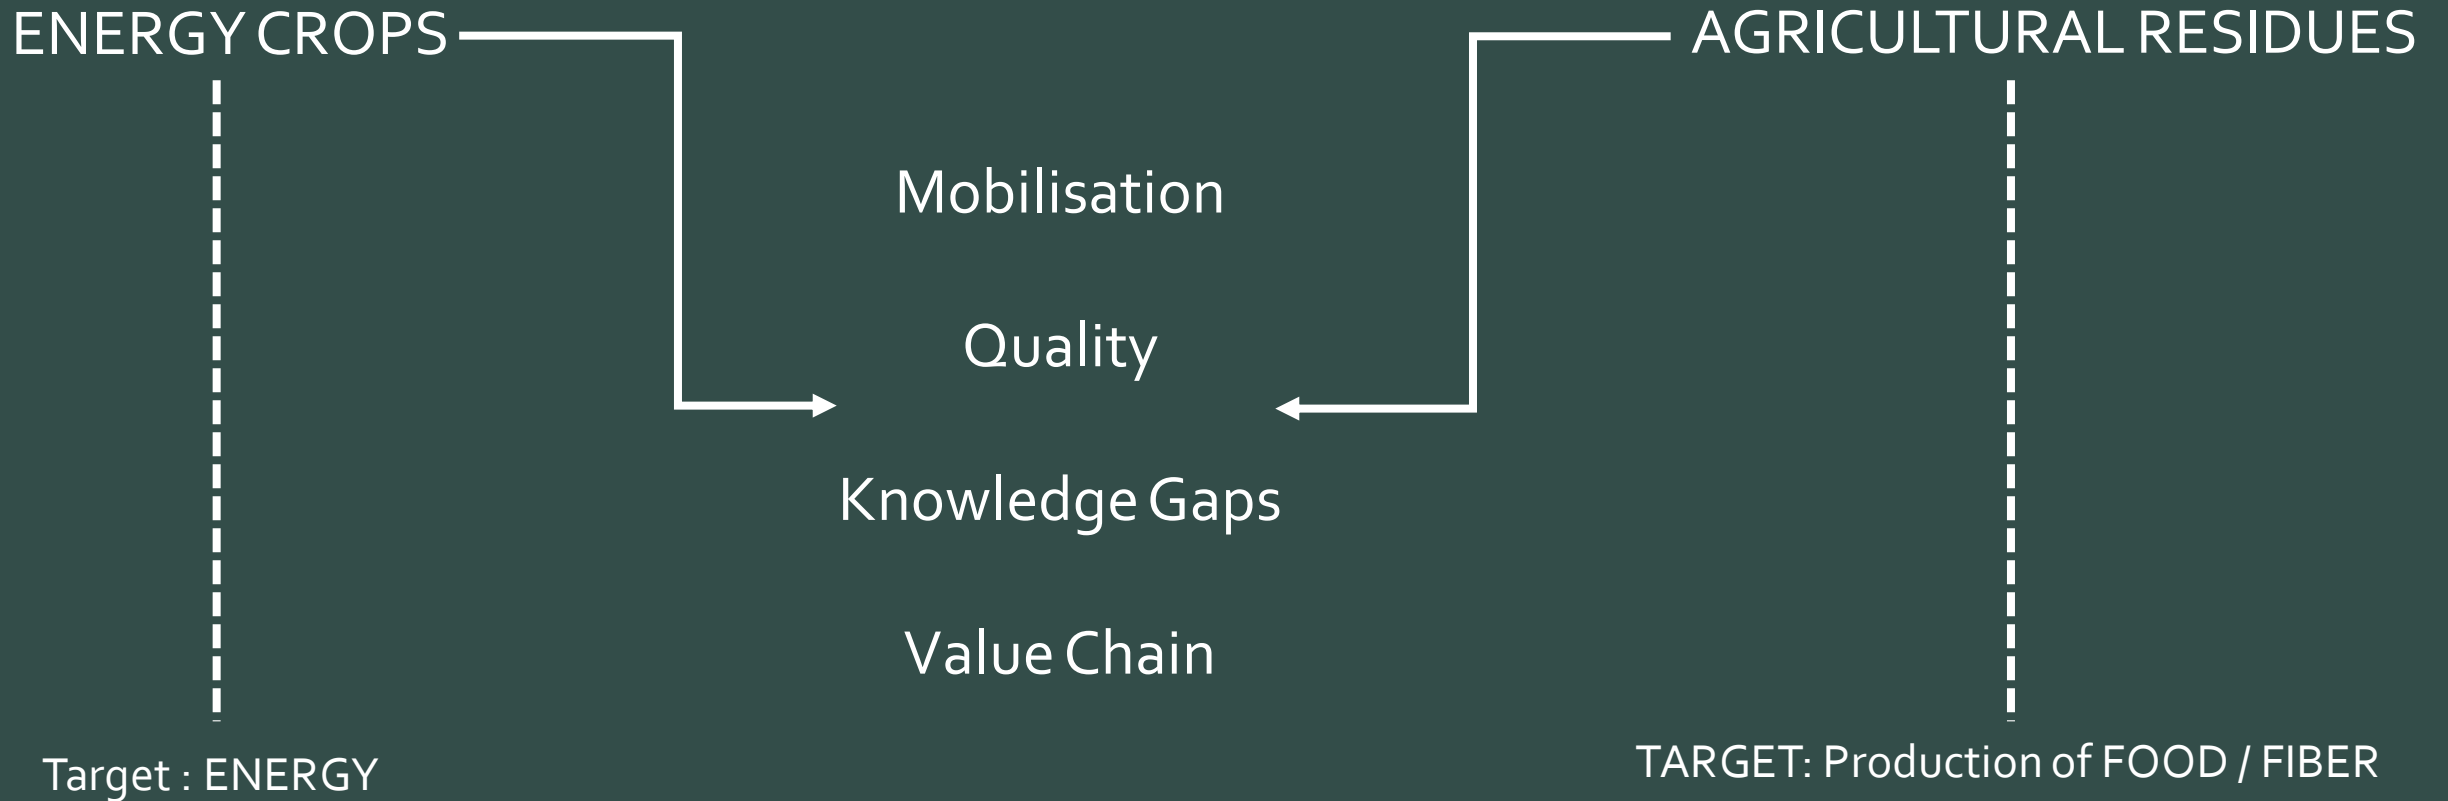 ENERGY CROPS
AGRICULTURAL RESIDUES
Mobilisation
Quality
Knowledge Gaps
Value Chain
Target : ENERGY
TARGET: Production of FOOD / FIBER